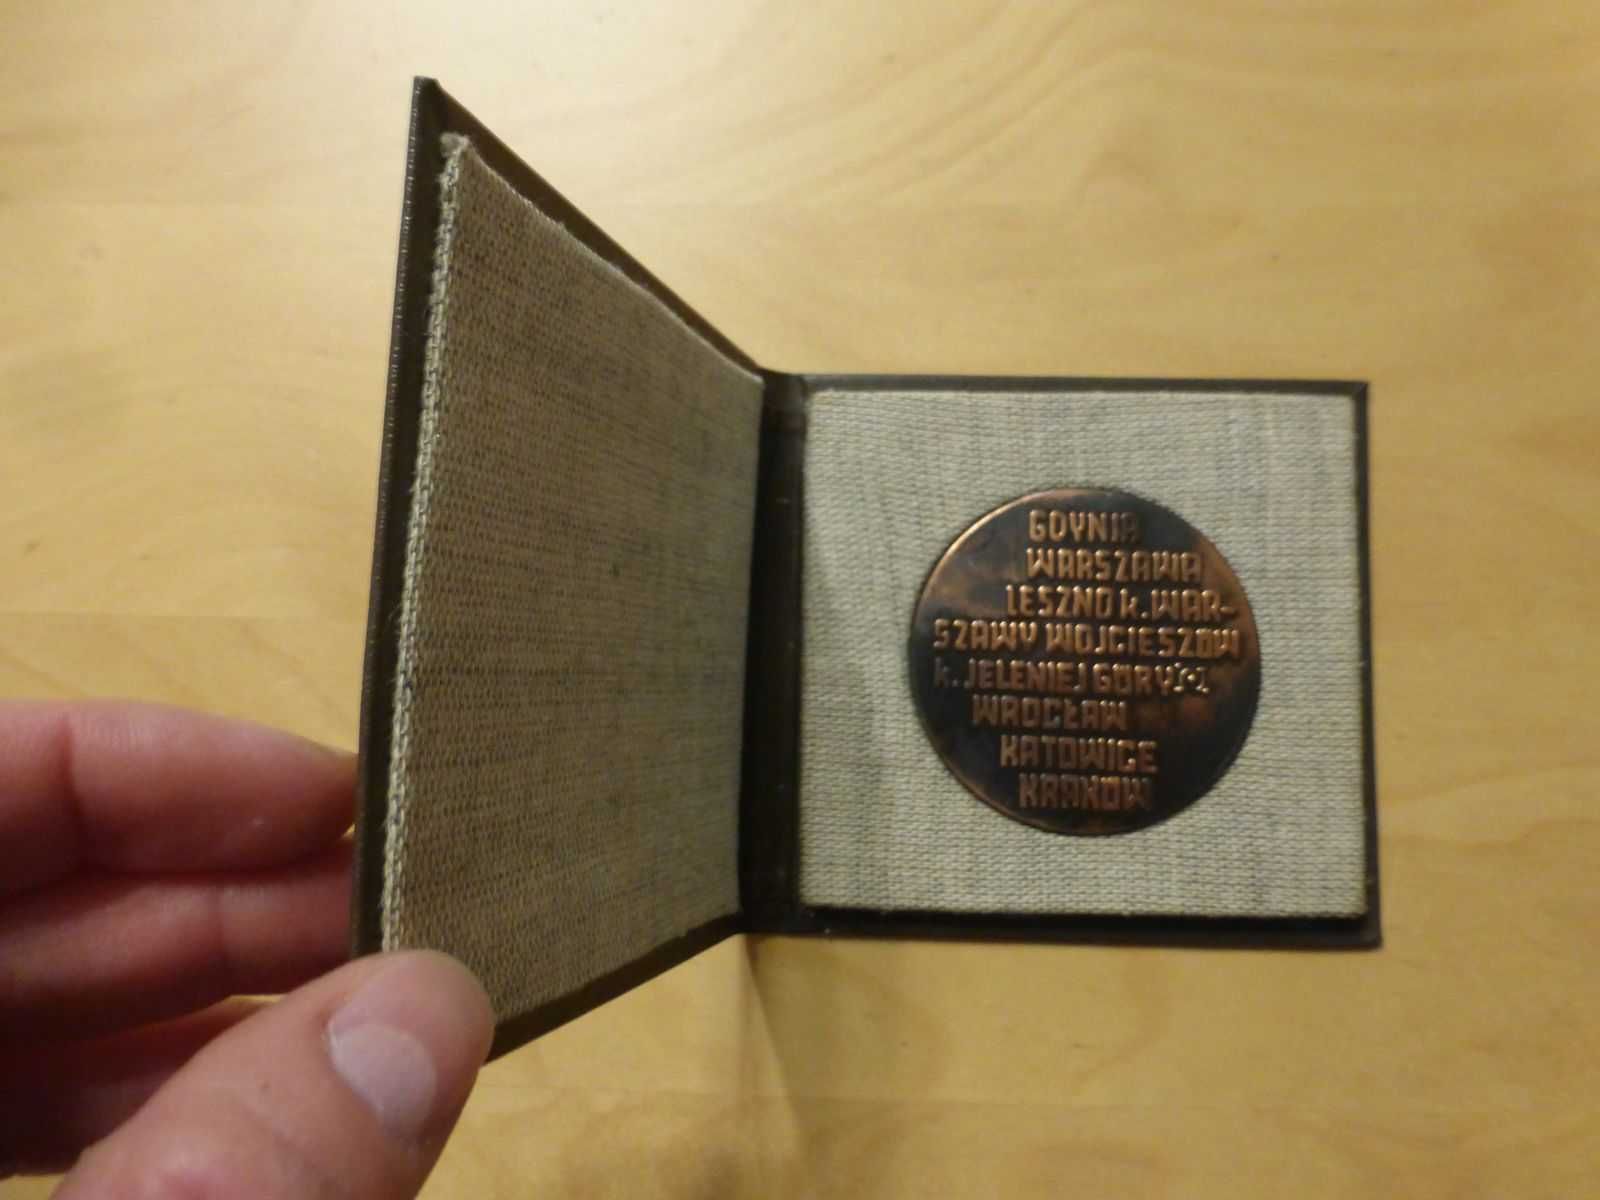 GDYNIA
WARSZAWA
LESZNO k. WAR-
SZAWY WOJCIESZÓW
k. JELENIEJ GÓRY
WROCŁAW
KATOWICE
KRAKÓW